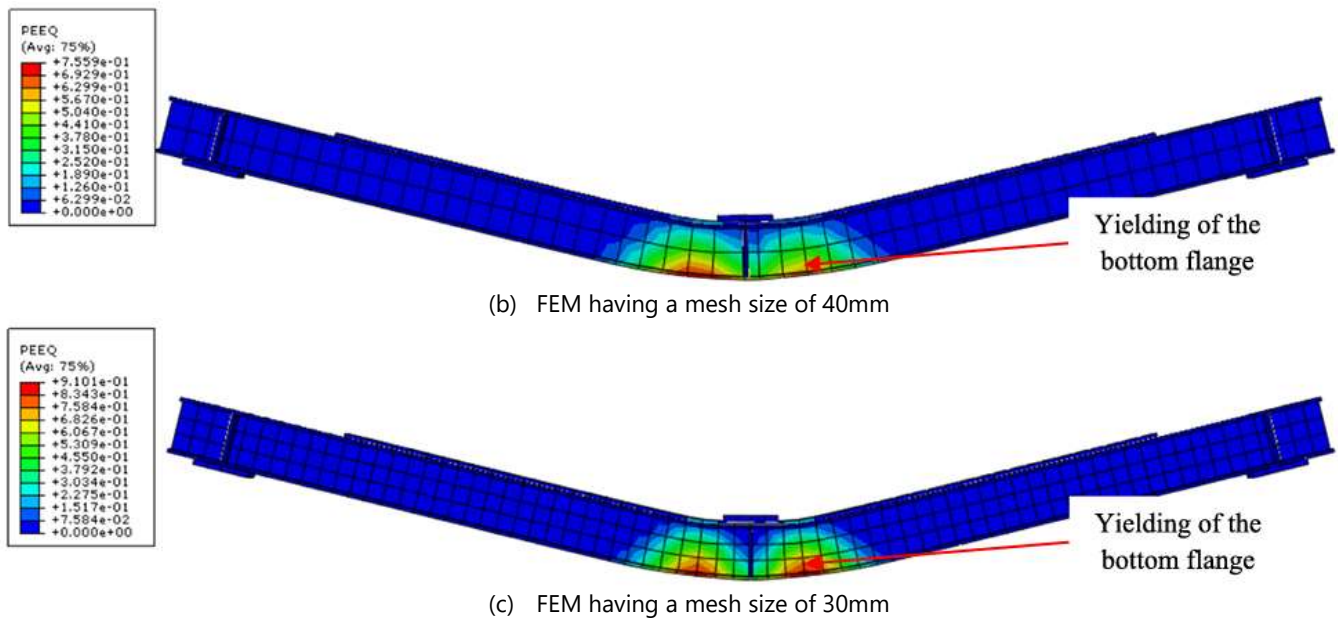 PEEQ
(Avg: 75%)
+7.559e-01
+6.929e-01
+6.299e-01
+5.670e-01
+5.040e-01
+4.410e-01
+3.780e-01
+3.150e-01
+2.520e-01
+1.890e-01
+1.260e-01
+6.299e-02
+0.000e+00
Yielding of the
bottom flange
(b) FEM having a mesh size of 40mm
PEEQ
(Avg: 75%)
+9.101e-01
+8.343e-01
+7.584e-01
+6.826e-01
+6.067e-01
+5.309e-01
+4.550e-01
+3.792e-01
+3.034e-01
+2.275e-01
+1.517e-01
+7.584e-02
+0.000e+00
Yielding of the
bottom flange
(c) FEM having a mesh size of 30mm